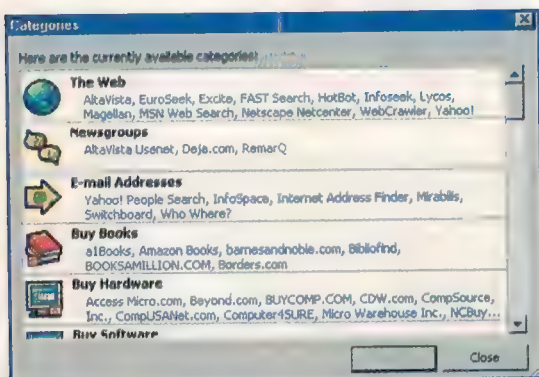 Categories
Here are the currently available categories:
The Web
AltaVista, EuroSeek, Excite, FAST Search, HotBot, Infoseek, Lycos,
Magellan, MSN Web Search, Netscape Netcenter, WebCrawler, Yahoo!
Newsgroups
AltaVista Usenet, Deja.com, RemarQ
E-mail Addresses
Yahoo! People Search, InfoSpace, Internet Address Finder, Mirabilis,
Switchboard, Who Where?
Buy Books
a1Books, Amazon Books, barnesandnoble.com, Bibliofind,
BOOKSAMILLION.COM, Borders.com
Buy Hardware
Access Micro.com, Beyond.com, BUYCOMP.COM, CDW.com, CompSource,
Inc., CompUSANet.com, Computer4SURE, Micro Warehouse Inc., NCBuy...
Buy Software
Close